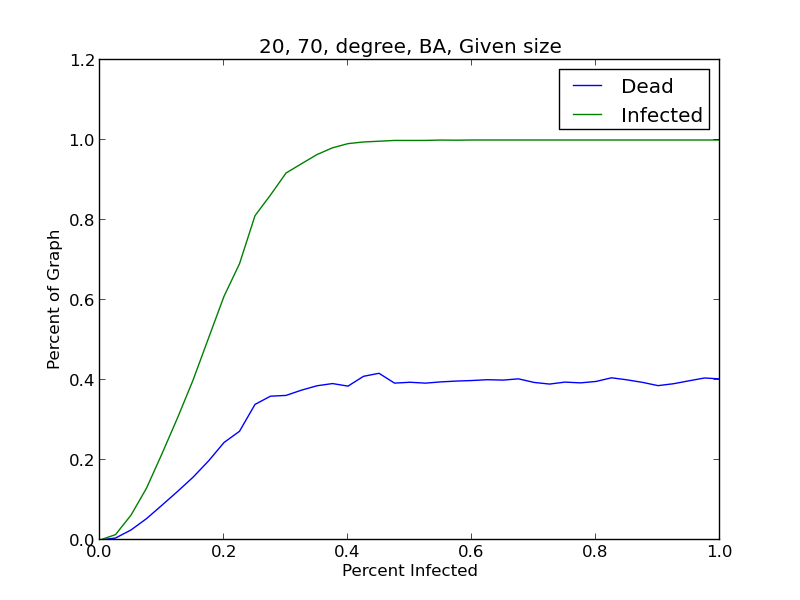 20, 70, degree, BA, Given size
Dead
Infected
Percent of Graph
1.2
1.0
0.8
0.6
0.4
0.2
0.0
0.0 0.2 0.4 0.6 0.8 1.0
Percent Infected